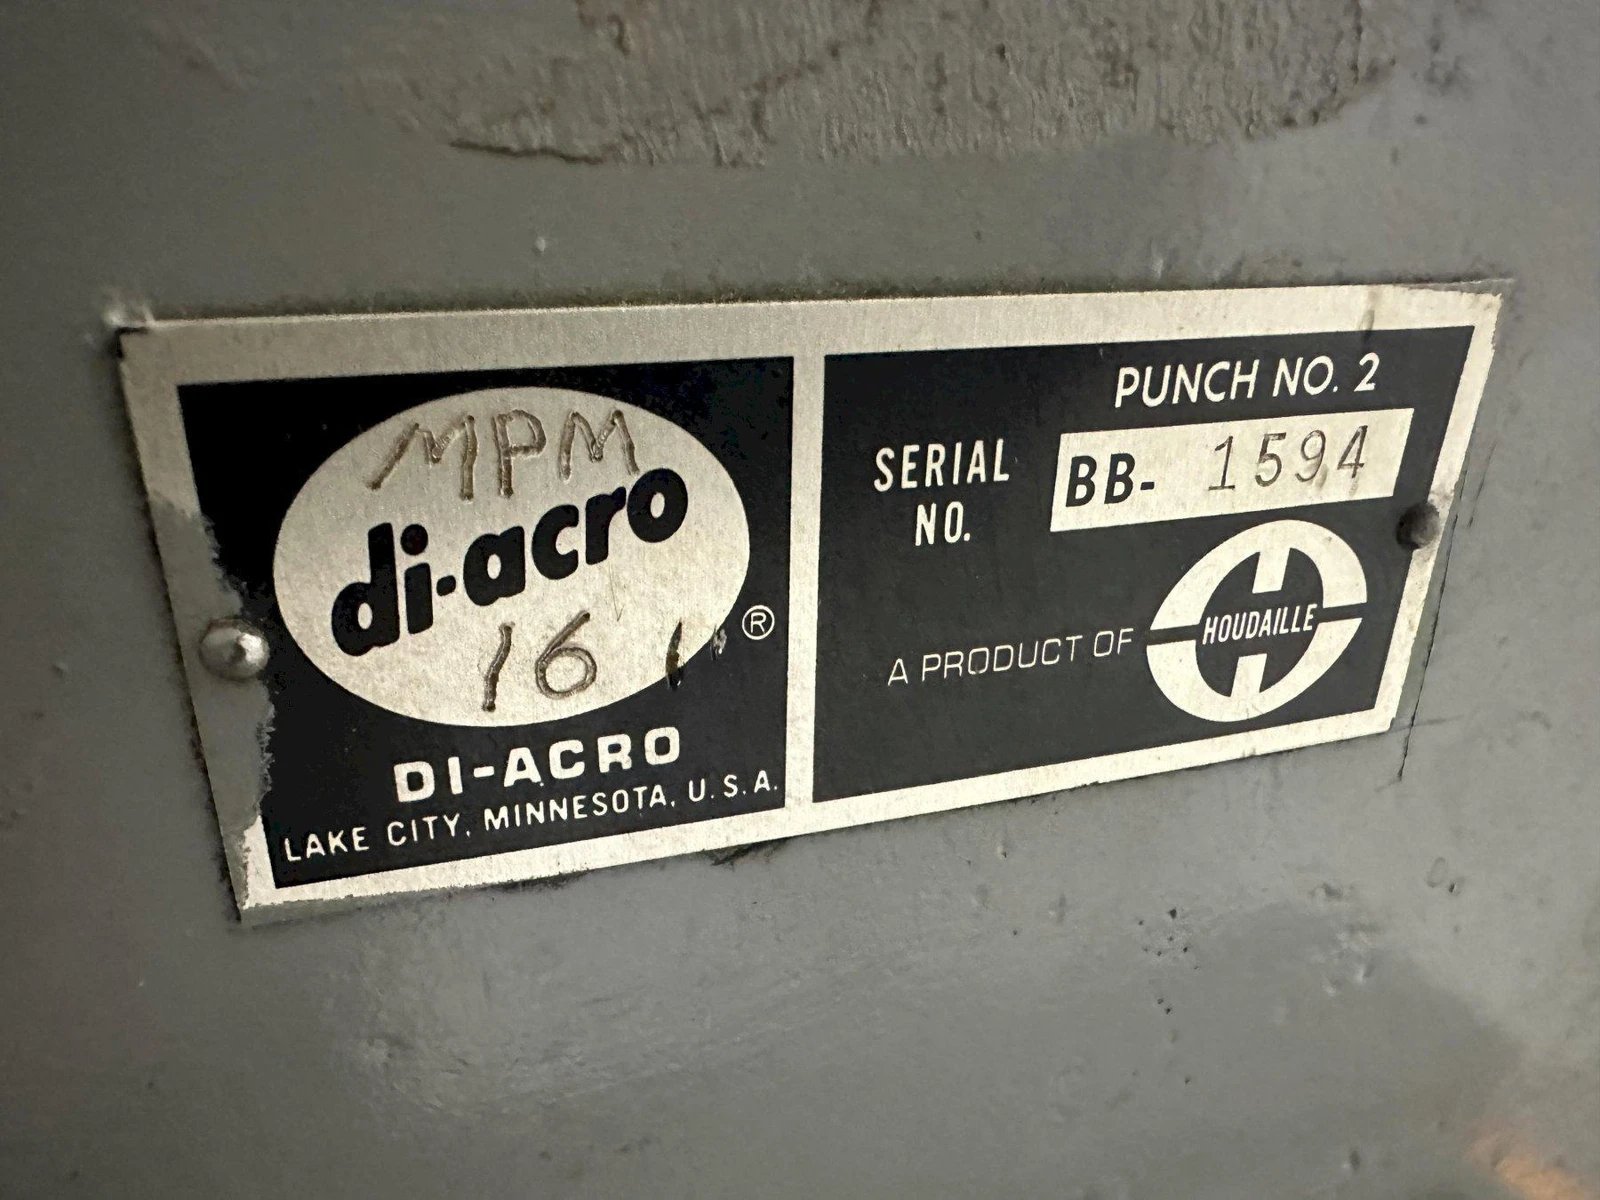 MPM
di-acro
161
®
DI-ACRO
LAKE CITY, MINNESOTA, U.S.A.
PUNCH NO. 2
SERIAL NO.
BB- 1594
A PRODUCT OF
HOUDAILLE